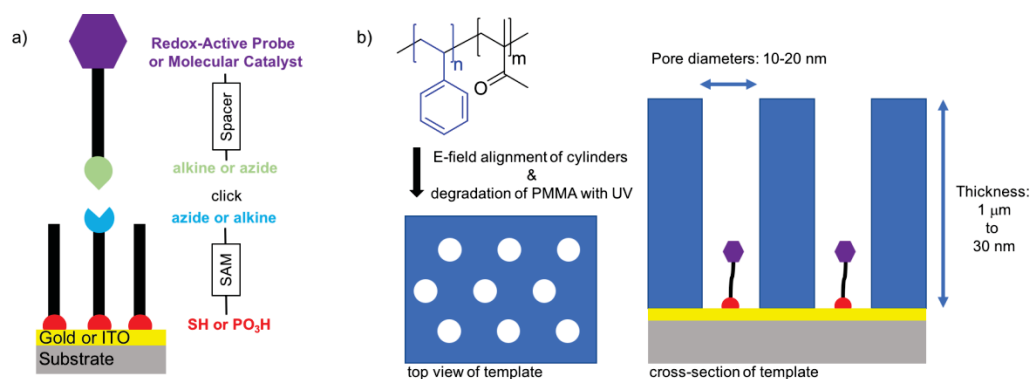 a)
Redox-Active Probe
or Molecular Catalyst
Spacer
alkine or azide
click
azide or alkine
SAM
SH or PO₃H
Gold or ITO
Substrate
b)
n
m
O
E-field alignment of cylinders
&
degradation of PMMA with UV
top view of template
Pore diameters: 10-20 nm
Thickness:
1 μm
to
30 nm
cross-section of template